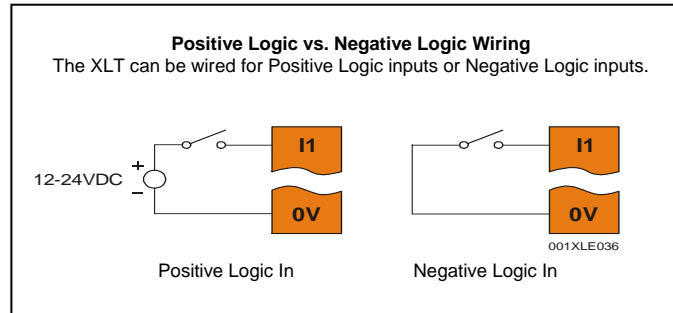 Positive Logic vs. Negative Logic Wiring
The XLT can be wired for Positive Logic inputs or Negative Logic inputs.
I1
I1
+
12-24VDC
–
0V
0V
001XLE036
Positive Logic In
Negative Logic In